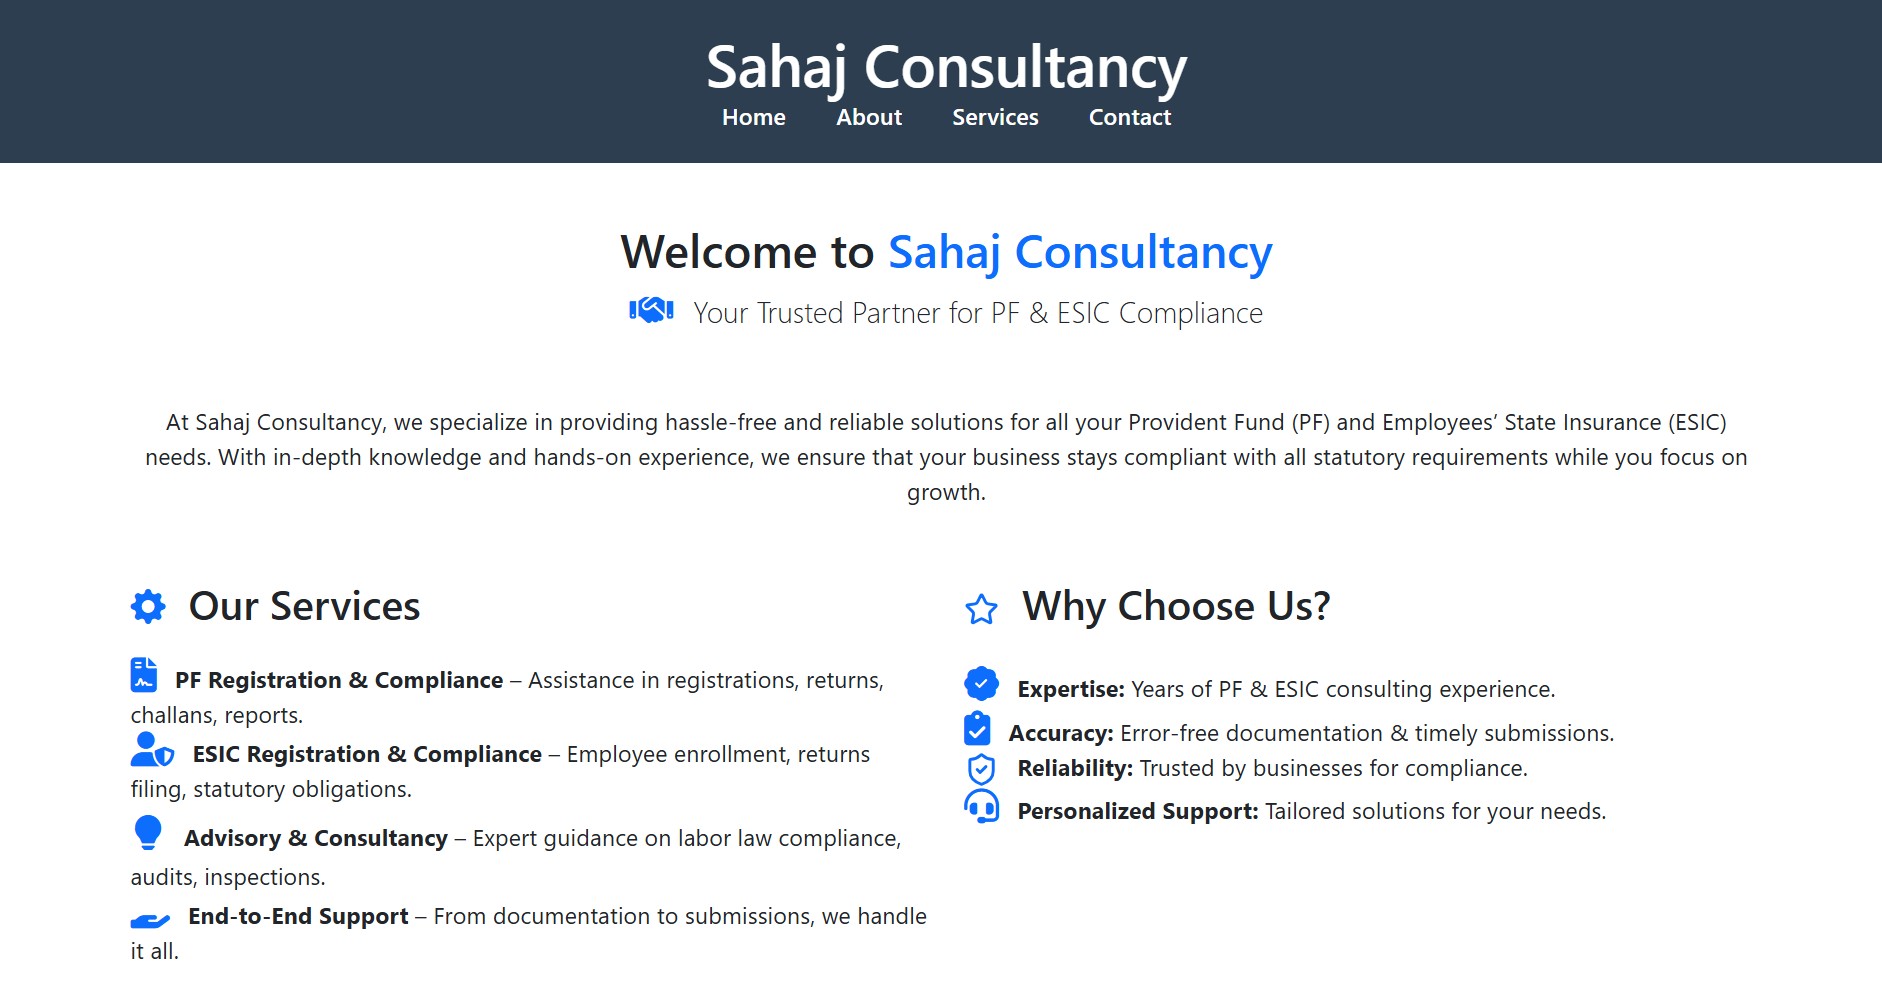 Sahaj Consultancy
Home About Services Contact
Welcome to Sahaj Consultancy
Your Trusted Partner for PF & ESIC Compliance
At Sahaj Consultancy, we specialize in providing hassle-free and reliable solutions for all your Provident Fund (PF) and Employees’ State Insurance (ESIC)
needs. With in-depth knowledge and hands-on experience, we ensure that your business stays compliant with all statutory requirements while you focus on
growth.
Our Services
PF Registration & Compliance – Assistance in registrations, returns,
challans, reports.
ESIC Registration & Compliance – Employee enrollment, returns
filing, statutory obligations.
Advisory & Consultancy – Expert guidance on labor law compliance,
audits, inspections.
End-to-End Support – From documentation to submissions, we handle
it all.
Why Choose Us?
Expertise: Years of PF & ESIC consulting experience.
Accuracy: Error-free documentation & timely submissions.
Reliability: Trusted by businesses for compliance.
Personalized Support: Tailored solutions for your needs.